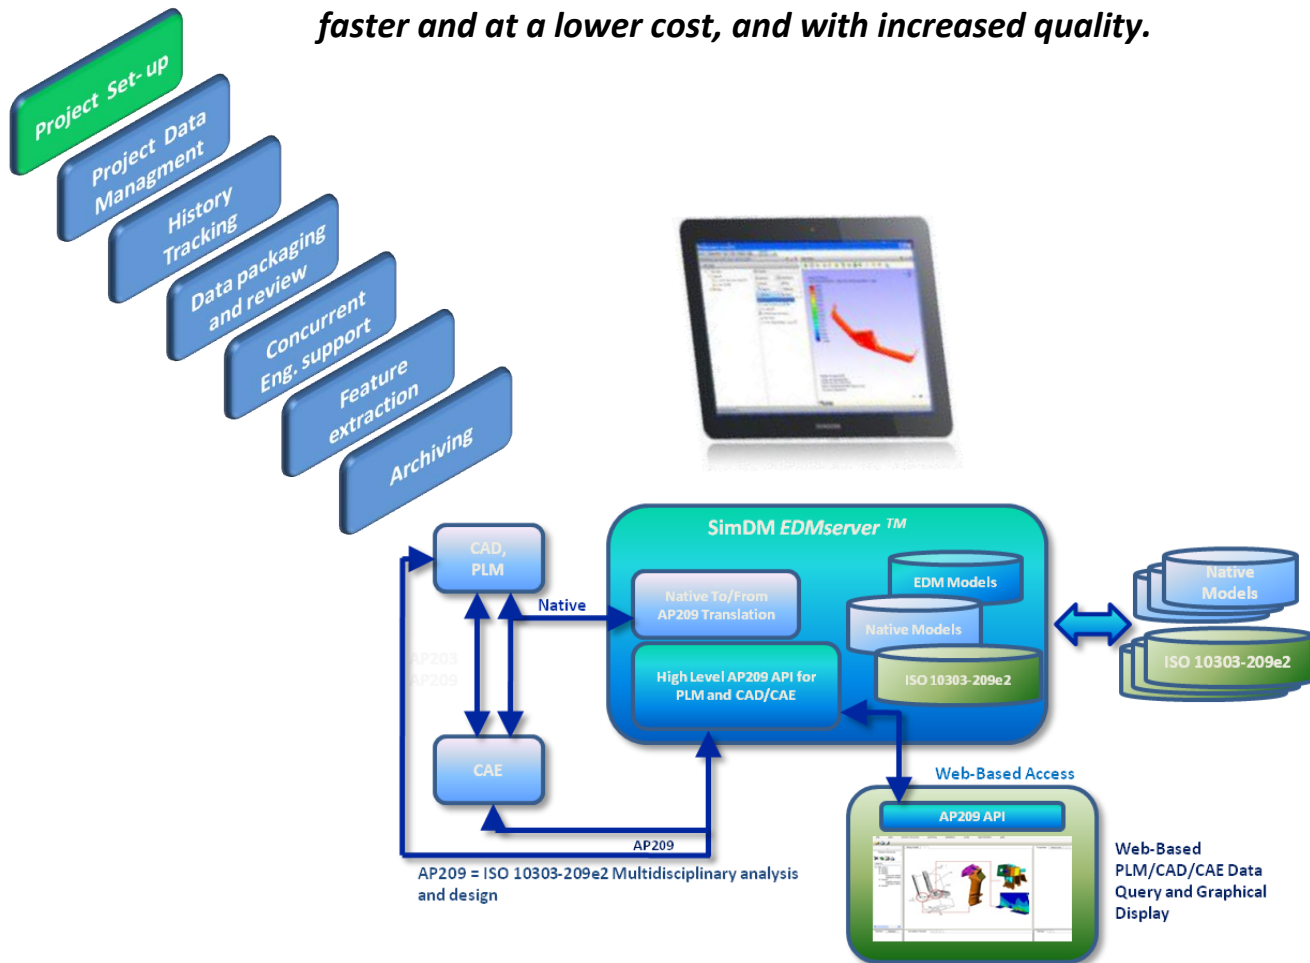 faster and at a lower cost, and with increased quality.
Project Set- up
Project Data
Managment
History
Tracking
Data packaging
and review
Concurrent
Eng. support
Feature
extraction
Archiving
SAMSUNG
SimDM EDMserver ™
CAD,
PLM
Native
Native To/From
AP209 Translation
EDM Models
Native Models
ISO 10303-209e2
High Level AP209 API for
PLM and CAD/CAE
Native
Models
ISO 10303-209e2
AP203
AP209
CAE
AP209
AP209 = ISO 10303-209e2 Multidisciplinary analysis
and design
Web-Based Access
AP209 API
Web-Based
PLM/CAD/CAE Data
Query and Graphical
Display